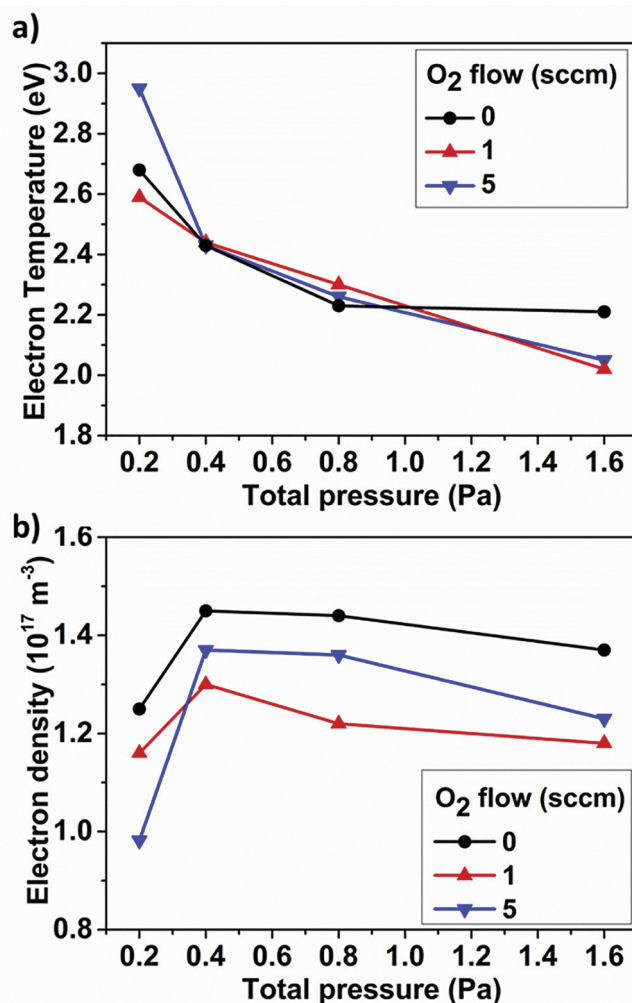 a)
Electron Temperature (eV)
3.0
2.8
2.6
2.4
2.2
2.0
1.8
O2 flow (sccm)
0
1
5
0.2 0.4 0.6 0.8 1.0 1.2 1.4 1.6
Total pressure (Pa)
b)
Electron density (10^17 m^-3)
1.6
1.4
1.2
1.0
0.8
O2 flow (sccm)
0
1
5
0.2 0.4 0.6 0.8 1.0 1.2 1.4 1.6
Total pressure (Pa)